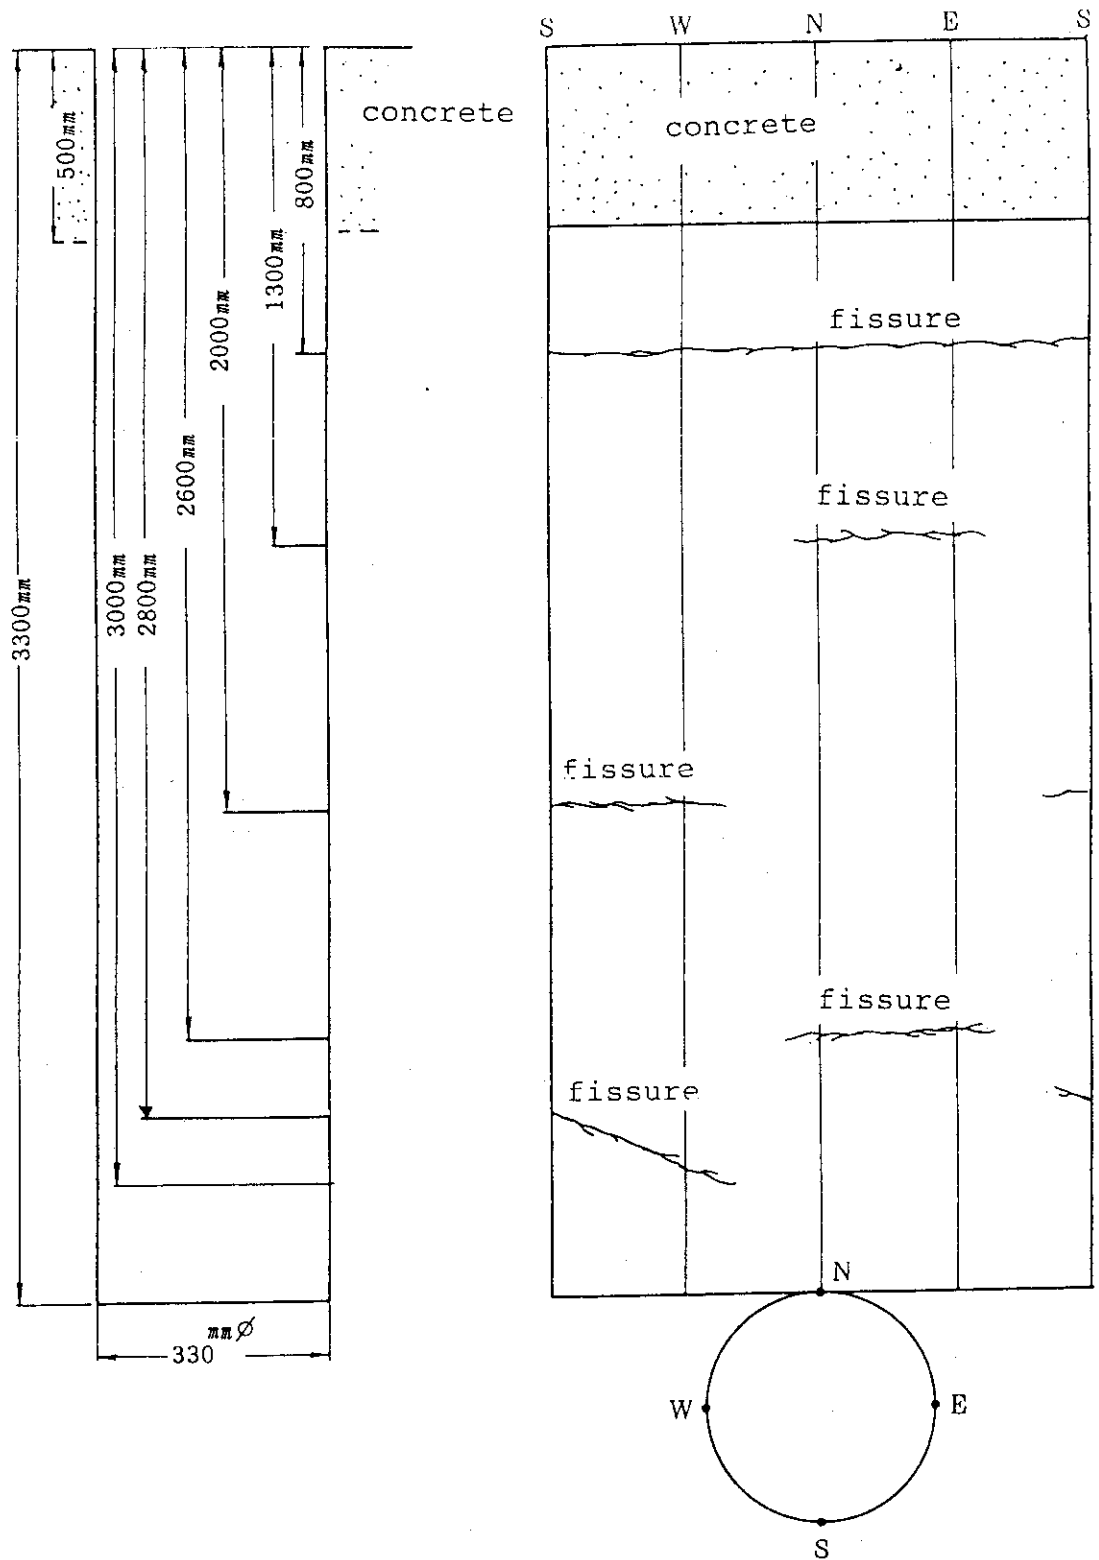 S W N E S
concrete
concrete
500mm
800mm
1300mm
2000mm
2600mm
3000mm
2800mm
3300mm
fissure
fissure
fissure
fissure
fissure
mmØ
330
N
W
E
S